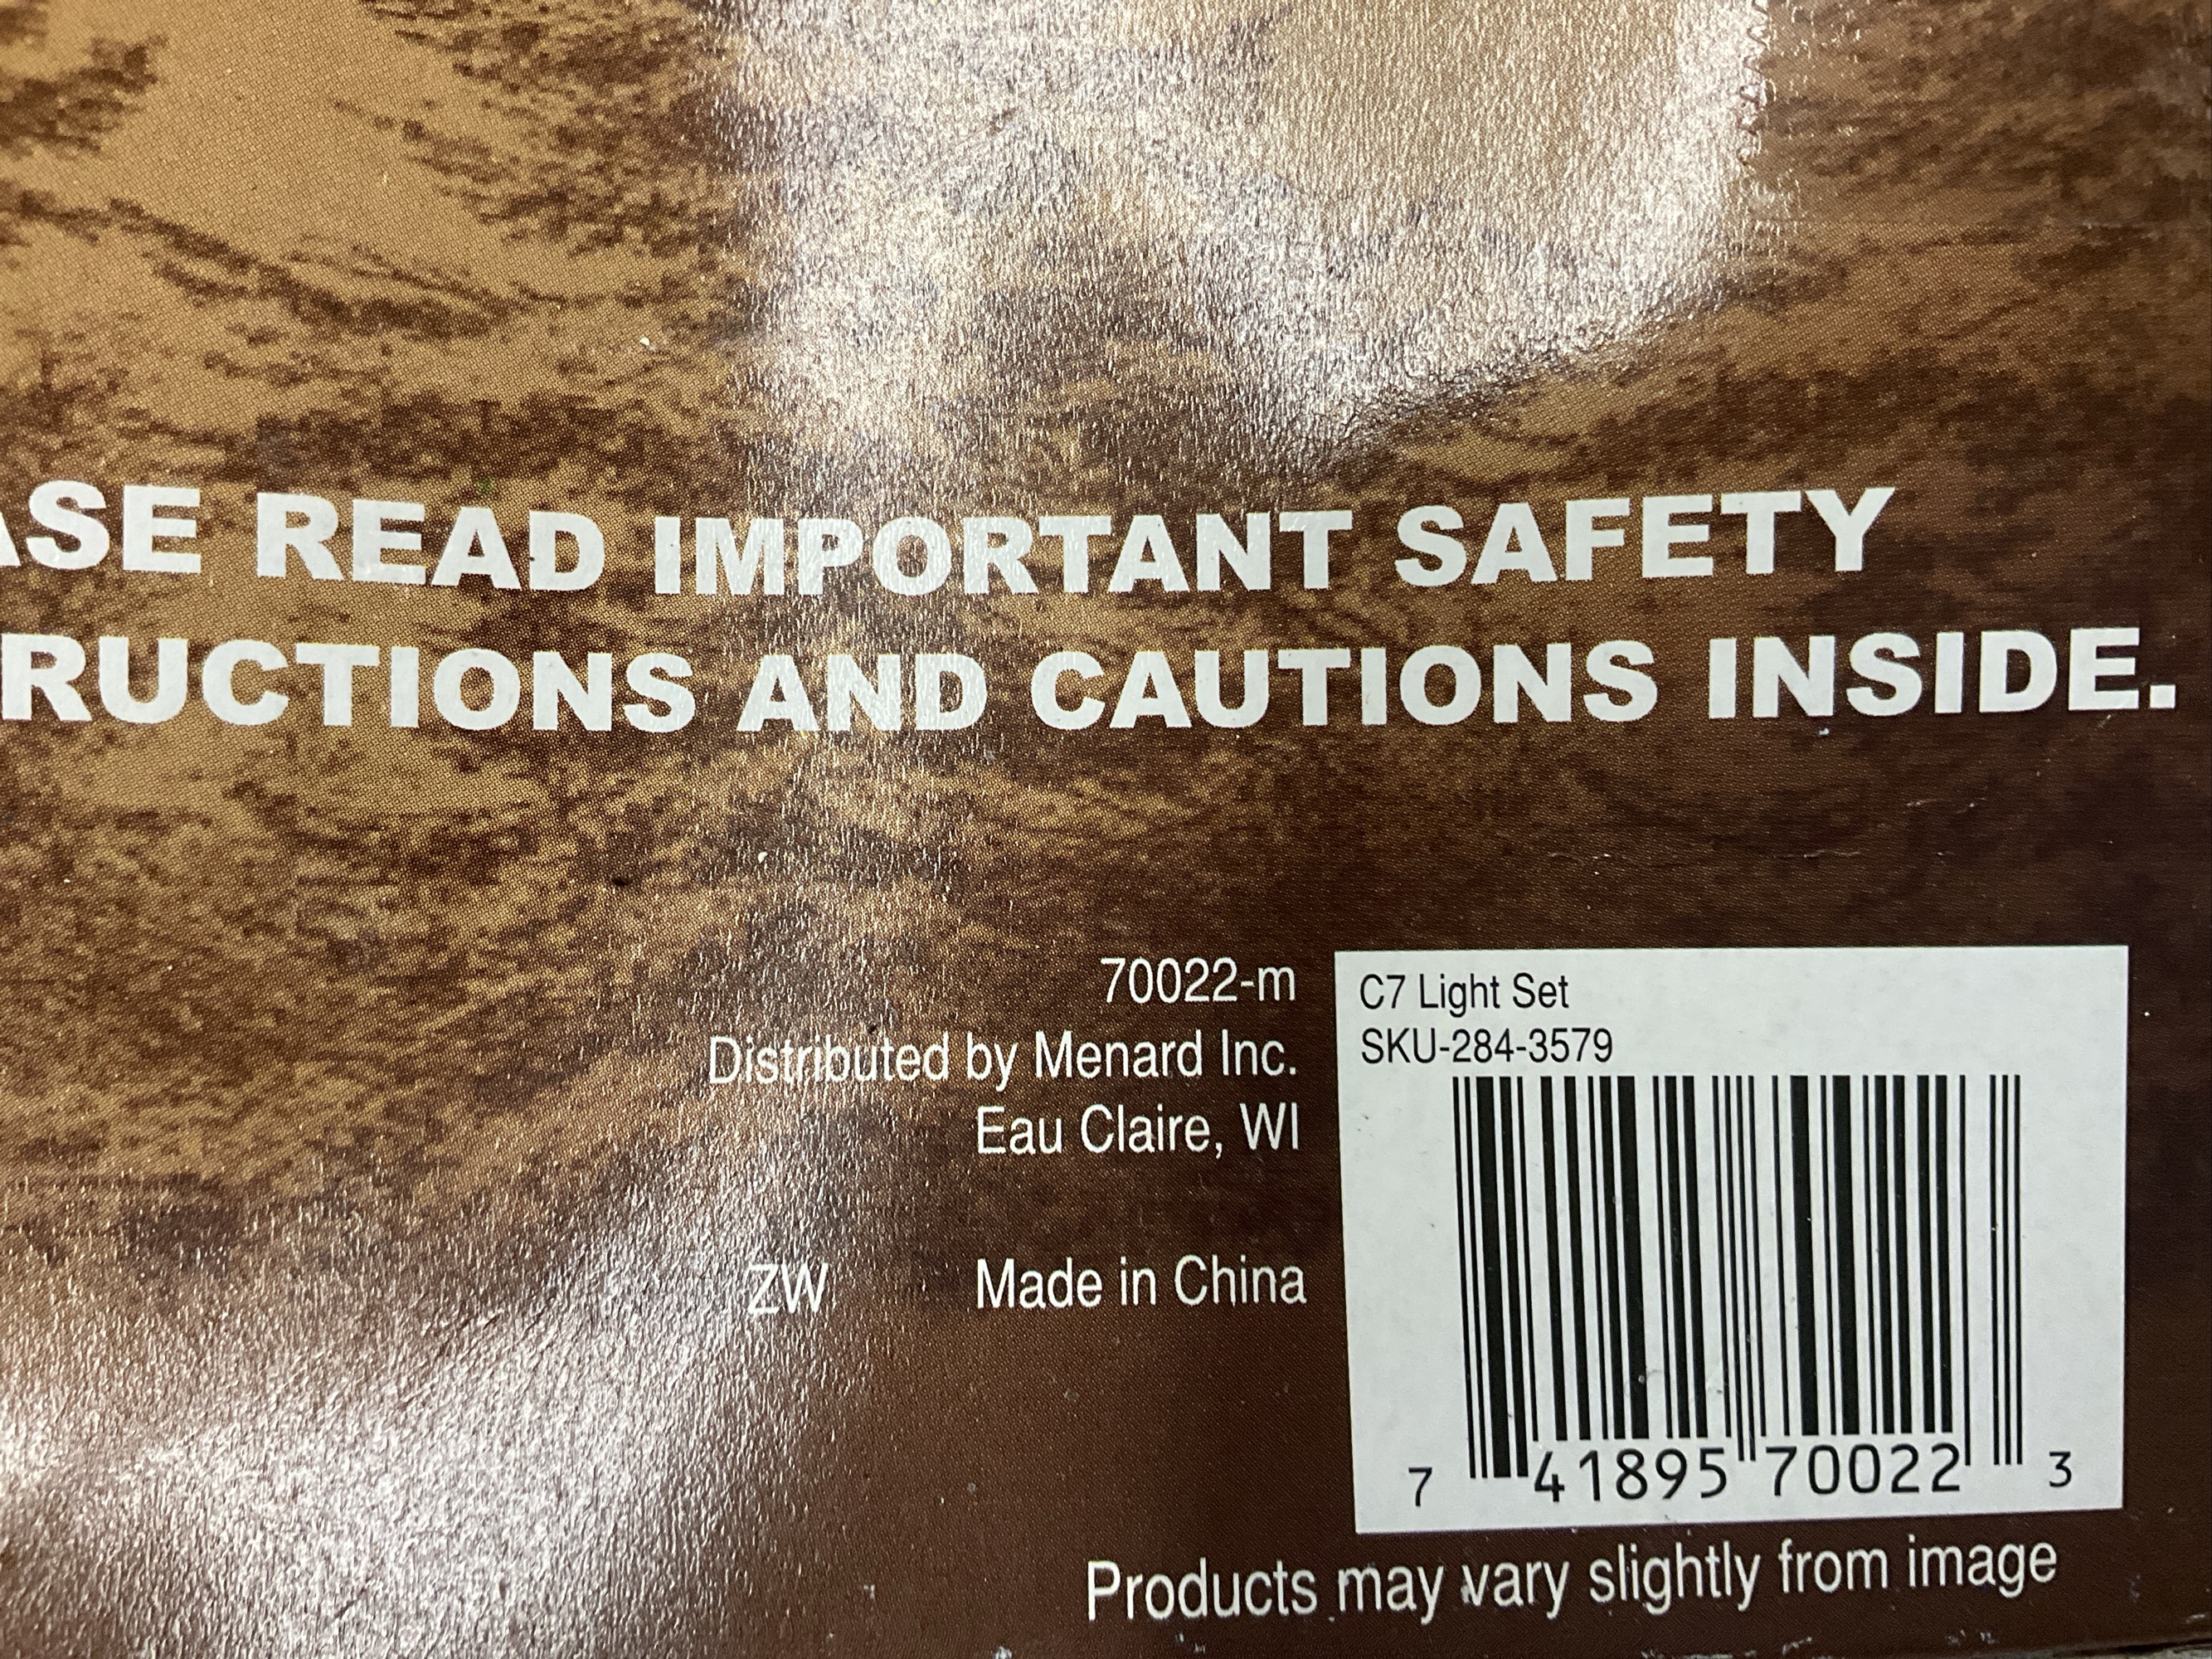 ASE READ IMPORTANT SAFETY
RUCTIONS AND CAUTIONS INSIDE.
70022-m
Distributed by Menard Inc.
Eau Claire, WI
ZW Made in China
C7 Light Set
SKU-284-3579
7 41895 70022 3
Products may vary slightly from image